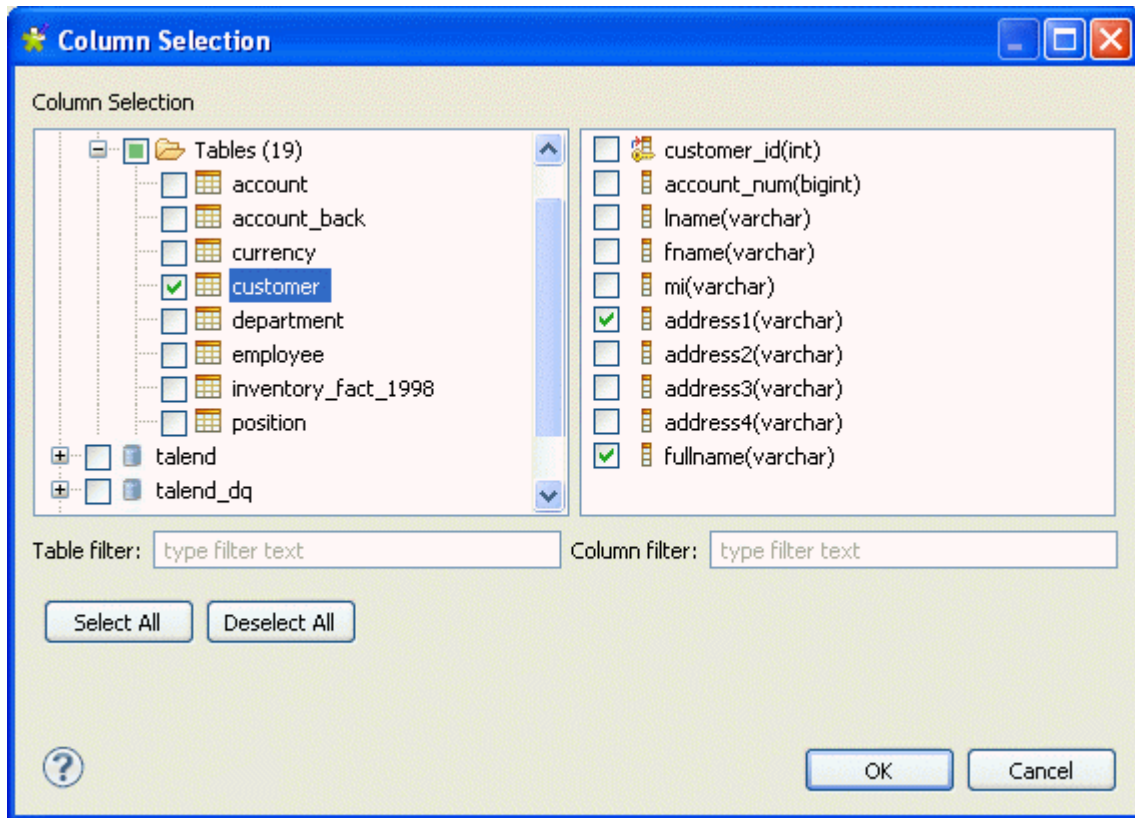 Column Selection
Column Selection
Tables (19)
account
account_back
currency
customer
department
employee
inventory_fact_1998
position
talend
talend_dq
customer_id(int)
account_num(bigint)
lname(varchar)
fname(varchar)
mi(varchar)
address1(varchar)
address2(varchar)
address3(varchar)
address4(varchar)
fullname(varchar)
Table filter: type filter text Column filter: type filter text
Select All Deselect All
? OK Cancel